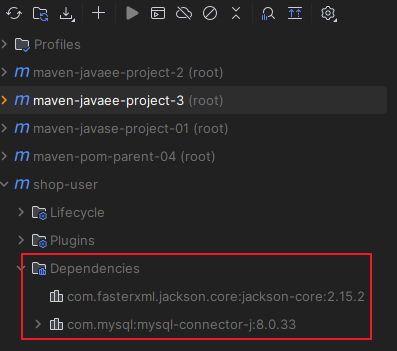 Profiles
maven-javaee-project-2 (root)
maven-javaee-project-3 (root)
maven-javase-project-01 (root)
maven-pom-parent-04 (root)
shop-user
Lifecycle
Plugins
Dependencies
com.fasterxml.jackson.core:jackson-core:2.15.2
com.mysql:mysql-connector-j:8.0.33